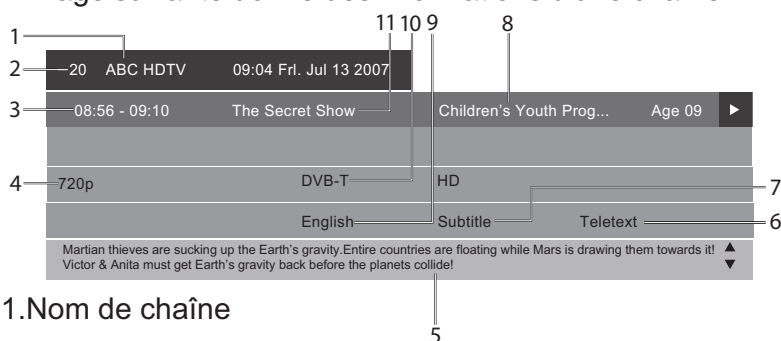 11 10 9 8
1
2 20 ABC HDTV 09:04 Frl. Jul 13 2007
3 08:56 - 09:10 The Secret Show Children's Youth Prog... Age 09
4 720p DVB-T HD 7
English Subtitle Teletext 6
Martian thieves are sucking up the Earth's gravity.Entire countries are floating while Mars is drawing them towards it!
Victor & Anita must get Earth's gravity back before the planets collide!
1.Nom de chaîne
5